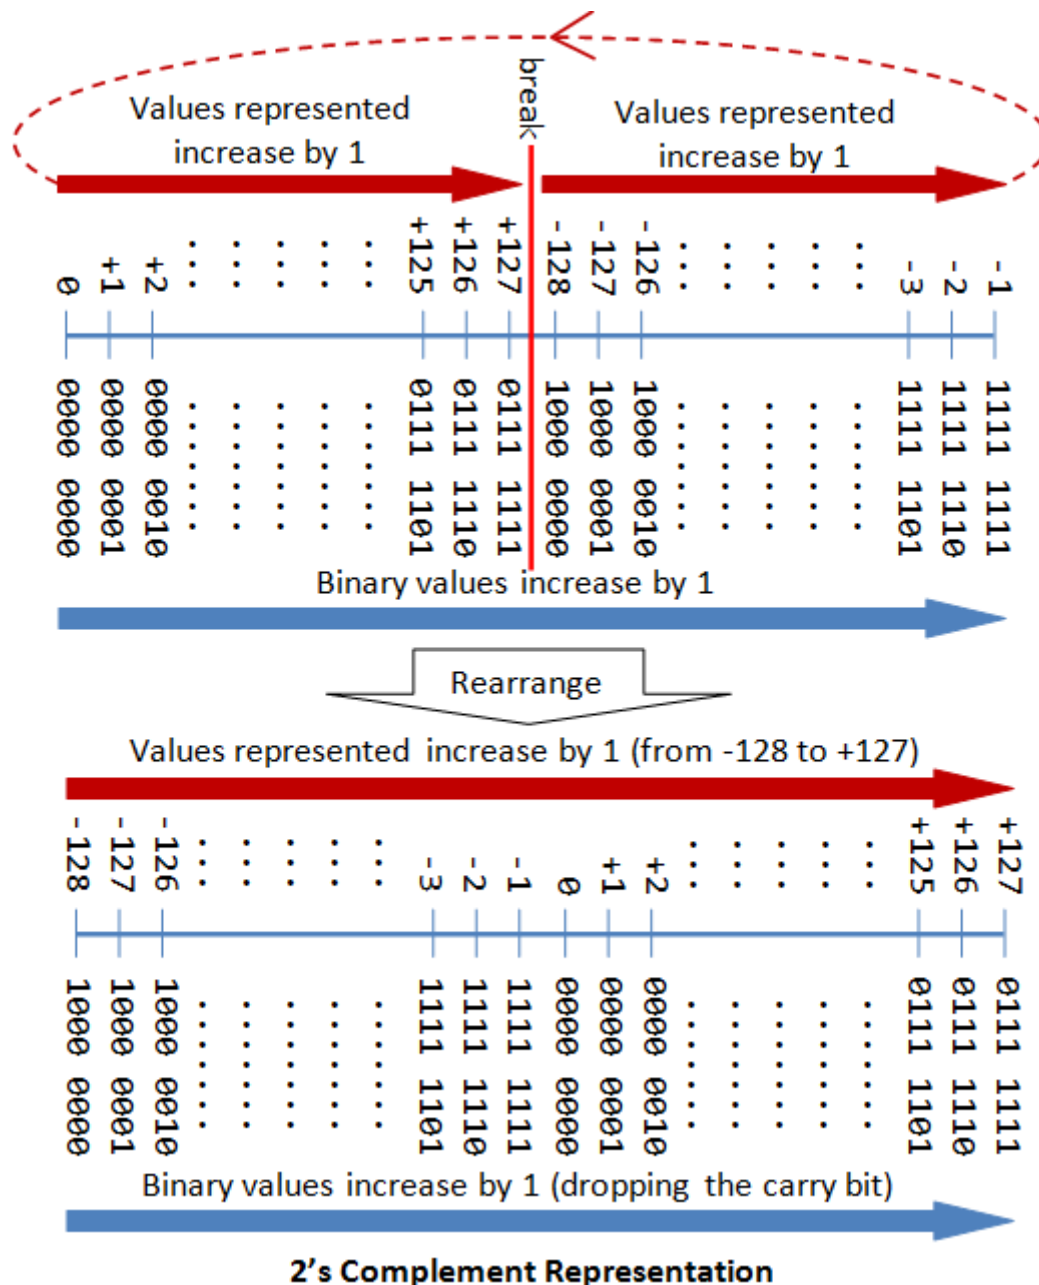 break
Values represented
increase by 1
Values represented
increase by 1
0 +1 +2 ... ... ... ... ... +125 +126 +127 -128 -127 -126 ... ... ... ... ... -3 -2 -1
0000 0000
0000 0001
0000 0010
0111 1101
0111 1110
0111 1111
1000 0000
1000 0001
1000 0010
1111 1101
1111 1110
1111 1111
Binary values increase by 1
Rearrange
Values represented increase by 1 (from -128 to +127)
-128 -127 -126 ... ... ... ... ... -3 -2 -1 0 +1 +2 ... ... ... ... ... +125 +126 +127
1000 0000
1000 0001
1000 0010
1111 1101
1111 1110
1111 1111
0000 0000
0000 0001
0000 0010
0111 1101
0111 1110
0111 1111
Binary values increase by 1 (dropping the carry bit)
2's Complement Representation